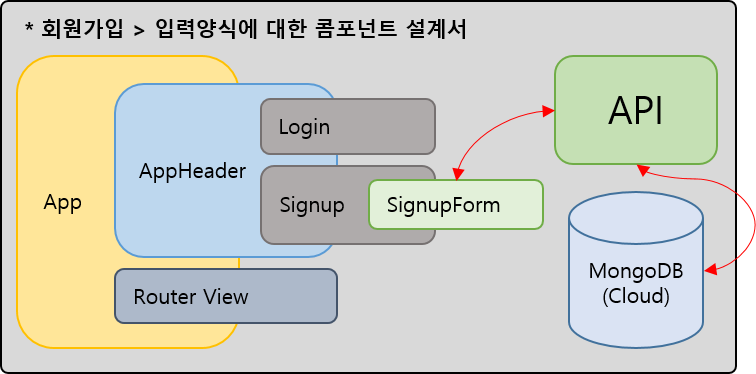 * 회원가입 > 입력양식에 대한 콤포넌트 설계서
App
AppHeader
Login
Signup
SignupForm
Router View
API
MongoDB
(Cloud)